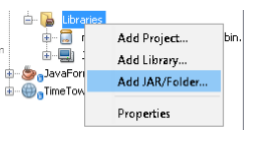 Libraries
Add Project...
bin.
Add Library...
JavaFor
Add JAR/Folder...
TimeTow
Properties